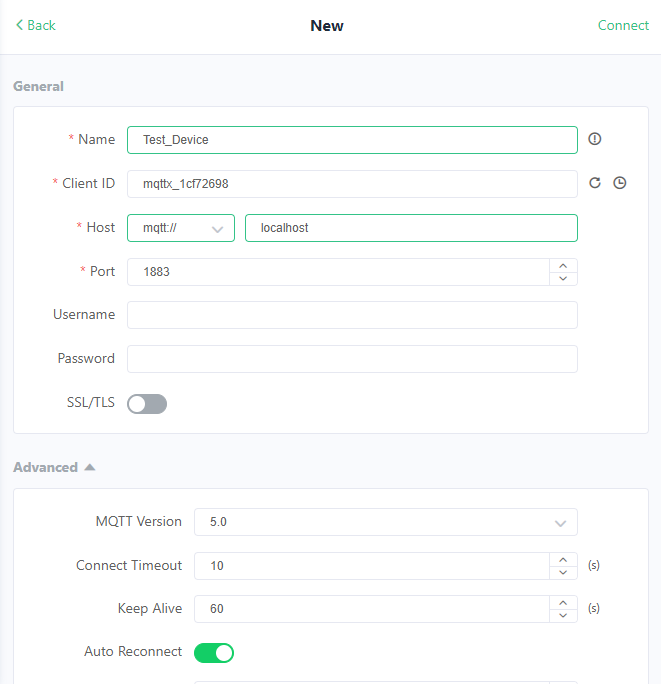 Back New Connect
General
* Name Test_Device
* Client ID mqttx_1cf72698
* Host mqtt:// localhost
* Port 1883
Username
Password
SSL/TLS
Advanced
MQTT Version 5.0
Connect Timeout 10 (s)
Keep Alive 60 (s)
Auto Reconnect